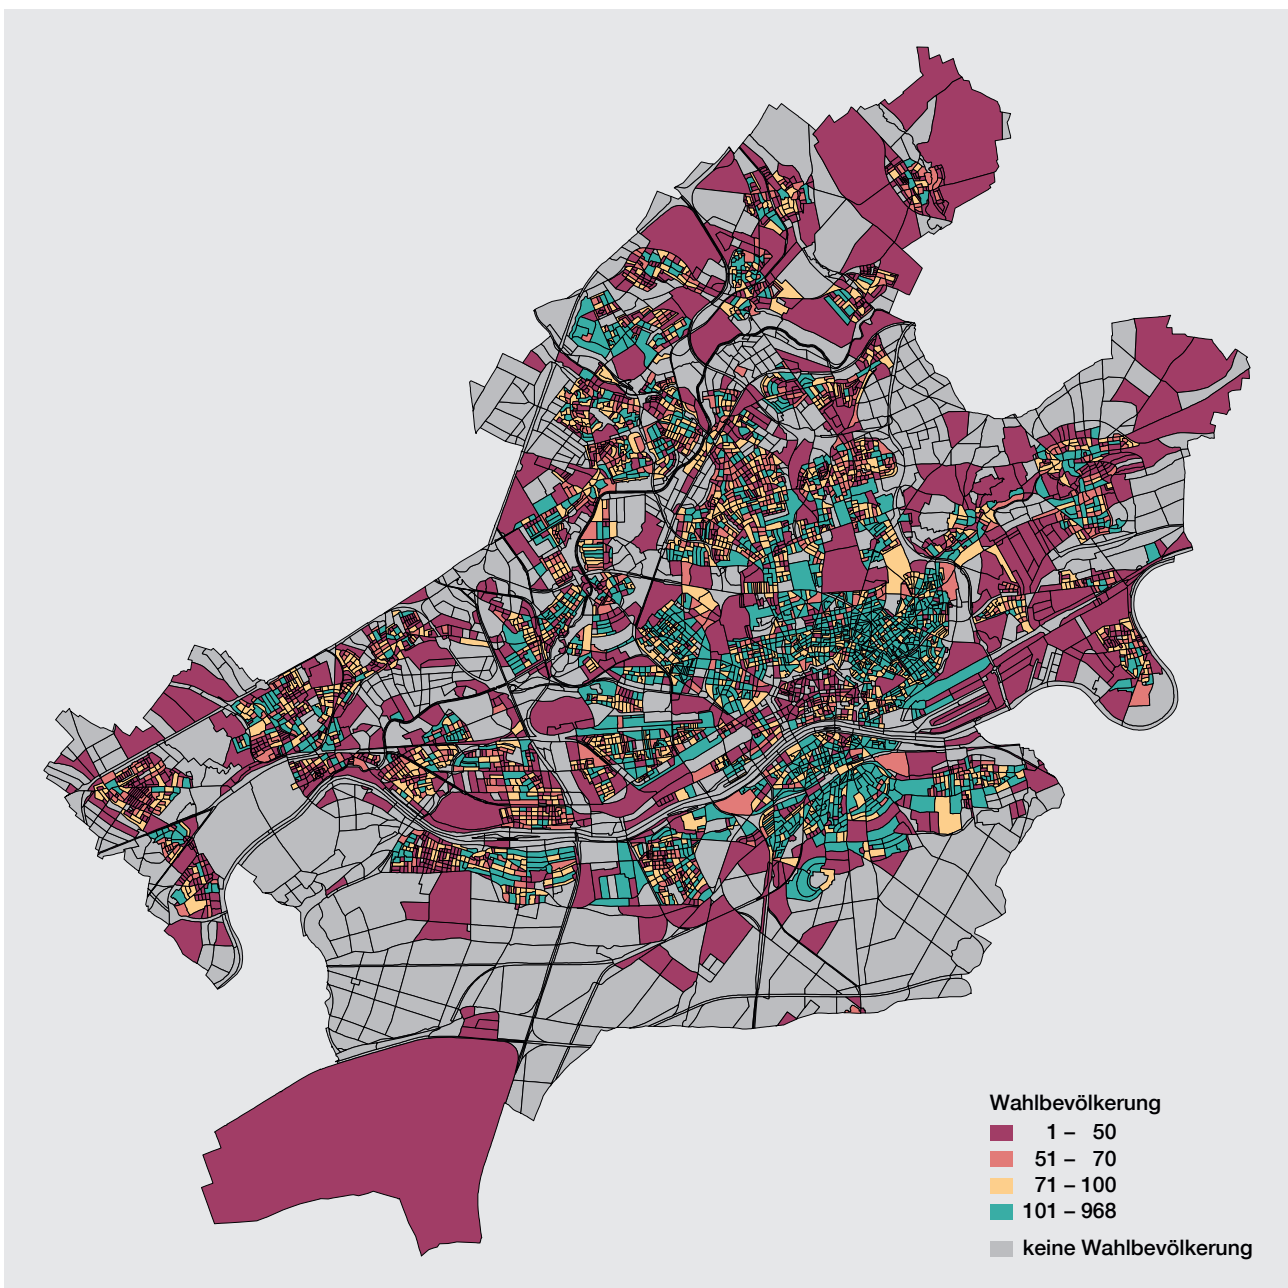 Wahlbevölkerung
1 – 50
51 – 70
71 – 100
101 – 968
keine Wahlbevölkerung